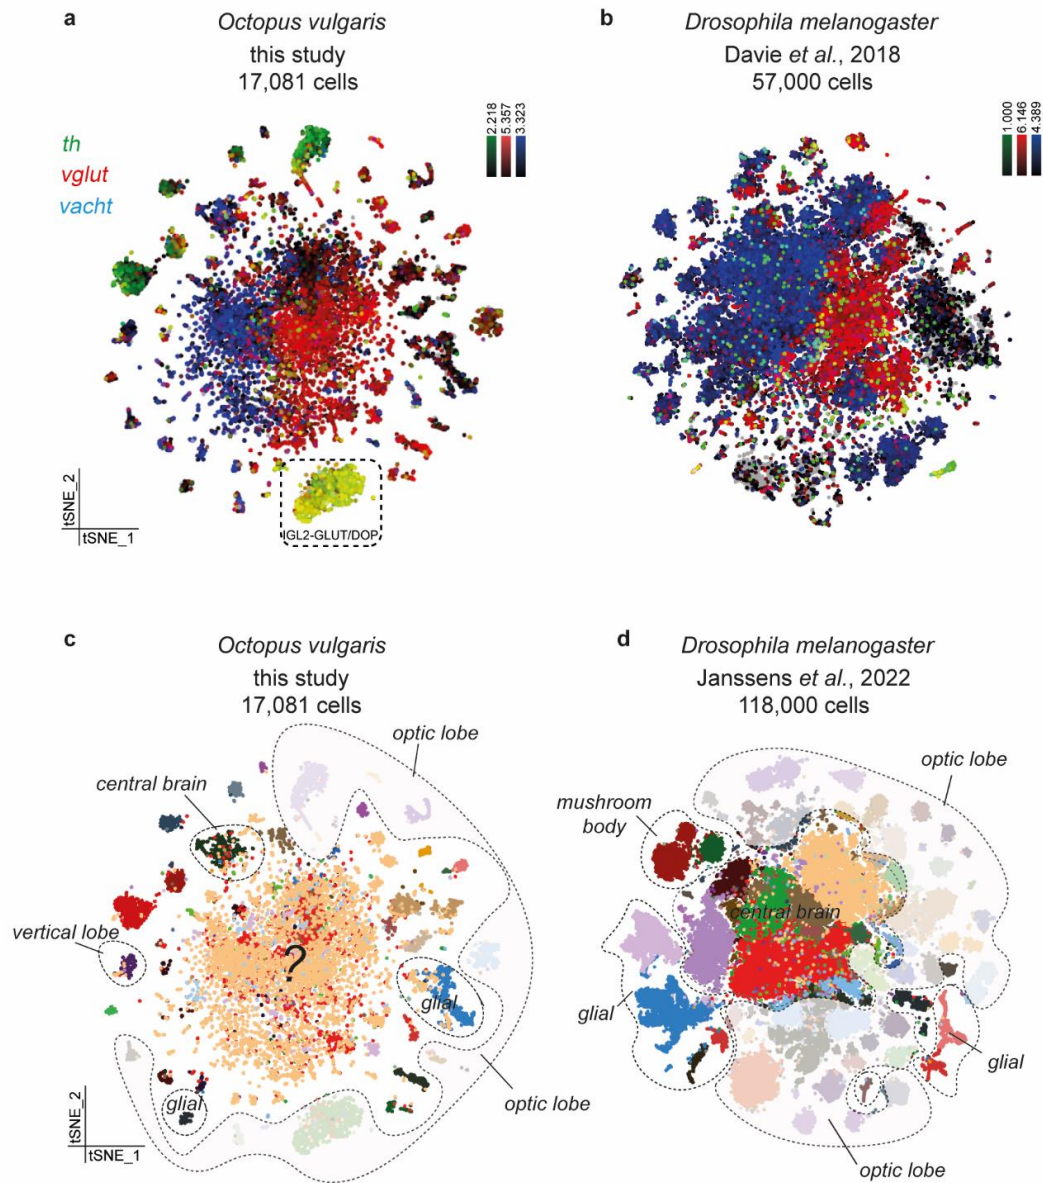 a
Octopus vulgaris
this study
17,081 cells
th
vglut
vacht
2.218
5.357
3.323
IGL2-GLUT/DOP
tSNE_2
tSNE_1
b
Drosophila melanogaster
Davie et al., 2018
57,000 cells
1.000
6.146
4.389
c
Octopus vulgaris
this study
17,081 cells
optic lobe
central brain
vertical lobe
?
glial
glial
optic lobe
tSNE_2
tSNE_1
d
Drosophila melanogaster
Janssens et al., 2022
118,000 cells
optic lobe
mushroom
body
central brain
glial
glial
optic lobe